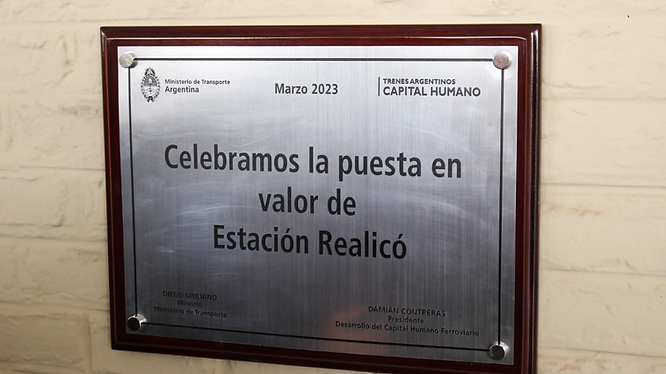 Ministerio de Transporte
Argentina
Marzo 2023
TRENES ARGENTINOS
CAPITAL HUMANO
Celebramos la puesta en
valor de
Estación Realicó
DIEGO GIULIANO
Ministro
Ministerio de Transporte
DAMIÁN CONTRERAS
Presidente
Desarrollo del Capital Humano Ferroviario